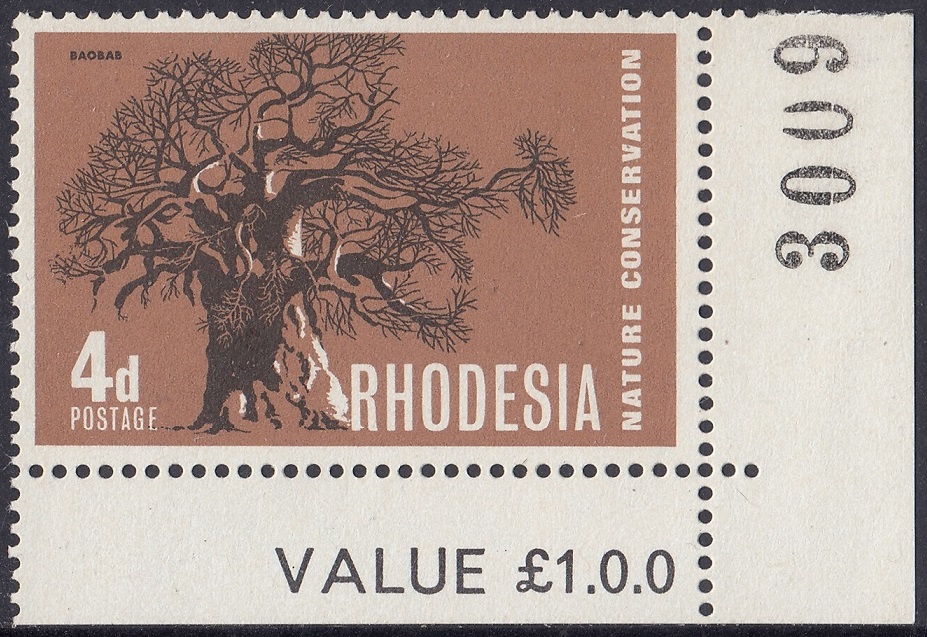 BAOBAB
NATURE CONSERVATION
4d
POSTAGE
RHODESIA
3009
VALUE £1.0.0